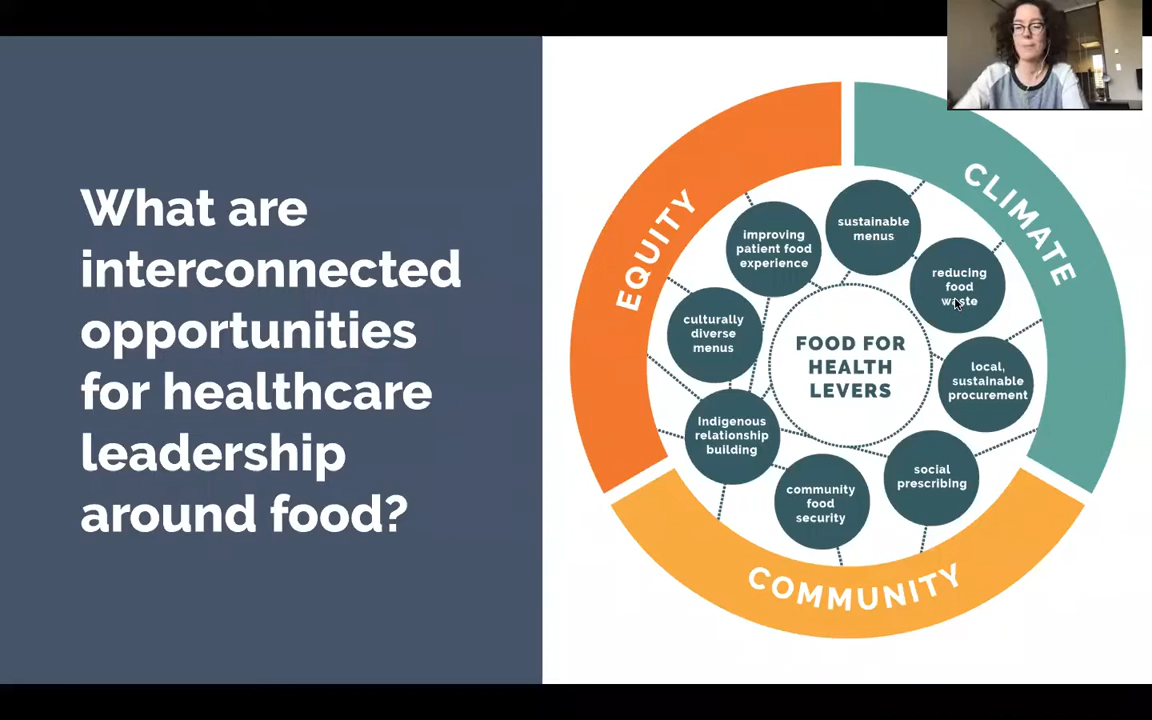 What are
interconnected
opportunities
for healthcare
leadership
around food?
EQUITY
CLIMATE
COMMUNITY
FOOD FOR
HEALTH
LEVERS
sustainable
menus
reducing
food
waste
local,
sustainable
procurement
social
prescribing
community
food
security
Indigenous
relationship
building
culturally
diverse
menus
improving
patient food
experience